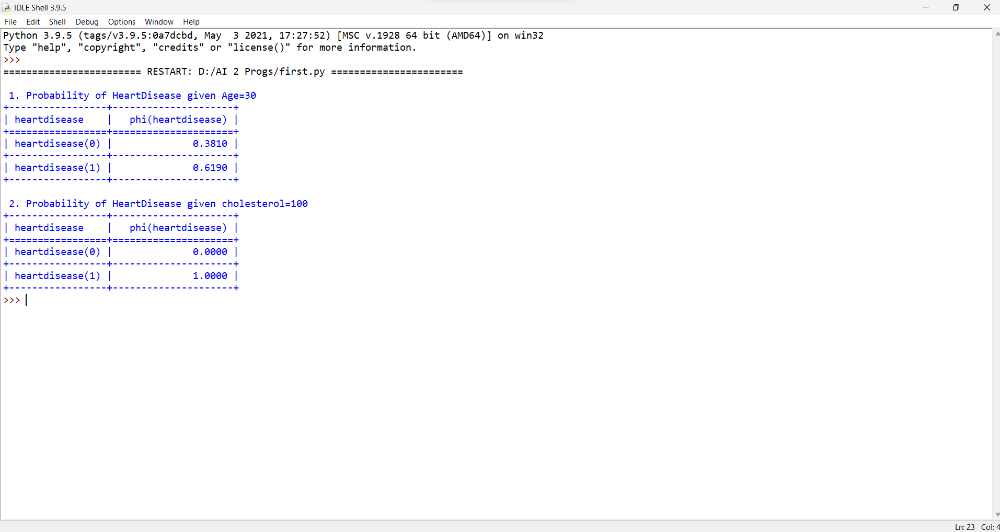 IDLE Shell 3.9.5
File Edit Shell Debug Options Window Help
Python 3.9.5 (tags/v3.9.5:0a7dcbd, May  3 2021, 17:27:52) [MSC v.1928 64 bit (AMD64)] on win32
Type "help", "copyright", "credits" or "license()" for more information.
>>>
======================== RESTART: D:/AI 2 Progs/first.py =======================
 1. Probability of HeartDisease given Age=30
+-----------------+---------------------+
| heartdisease    |   phi(heartdisease) |
+=================+=====================+
| heartdisease(0) |              0.3810 |
+-----------------+---------------------+
| heartdisease(1) |              0.6190 |
+-----------------+---------------------+
 2. Probability of HeartDisease given cholesterol=100
+-----------------+---------------------+
| heartdisease    |   phi(heartdisease) |
+=================+=====================+
| heartdisease(0) |              0.0000 |
+-----------------+---------------------+
| heartdisease(1) |              1.0000 |
+-----------------+---------------------+
>>>
Ln: 23 Col: 4